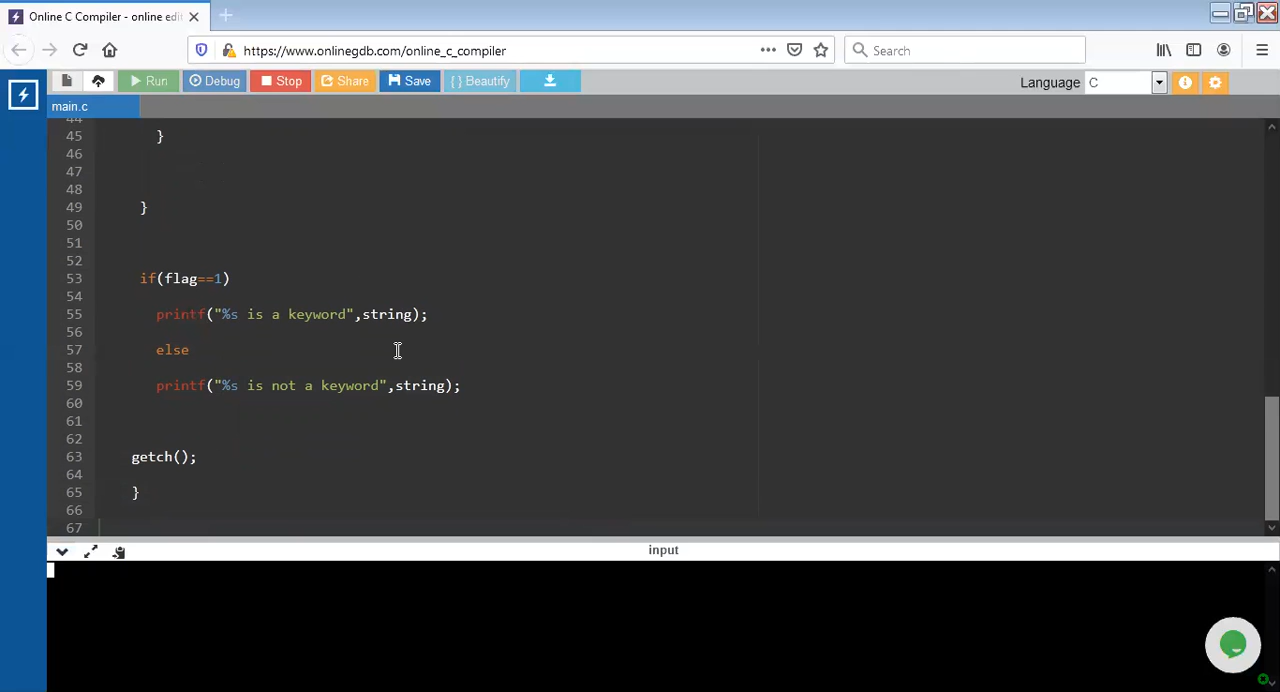 Online C Compiler - online edi
https://www.onlinegdb.com/online_c_compiler
Search
Run
Debug
Stop
Share
Save
{ } Beautify
Language C
main.c
44
45 }
46
47
48
49 }
50
51
52
53 if(flag==1)
54
55 printf("%s is a keyword",string);
56
57 else
58
59 printf("%s is not a keyword",string);
60
61
62
63 getch();
64
65 }
66
67
input